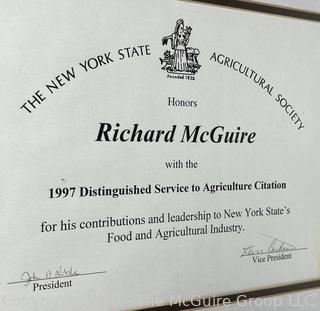 THE NEW YORK STATE AGRICULTURAL SOCIETY
Founded 1832
Honors
Richard McGuire
with the
1997 Distinguished Service to Agriculture Citation
for his contributions and leadership to New York State's
Food and Agricultural Industry.
President
Vice President
The McGuire Group LLC